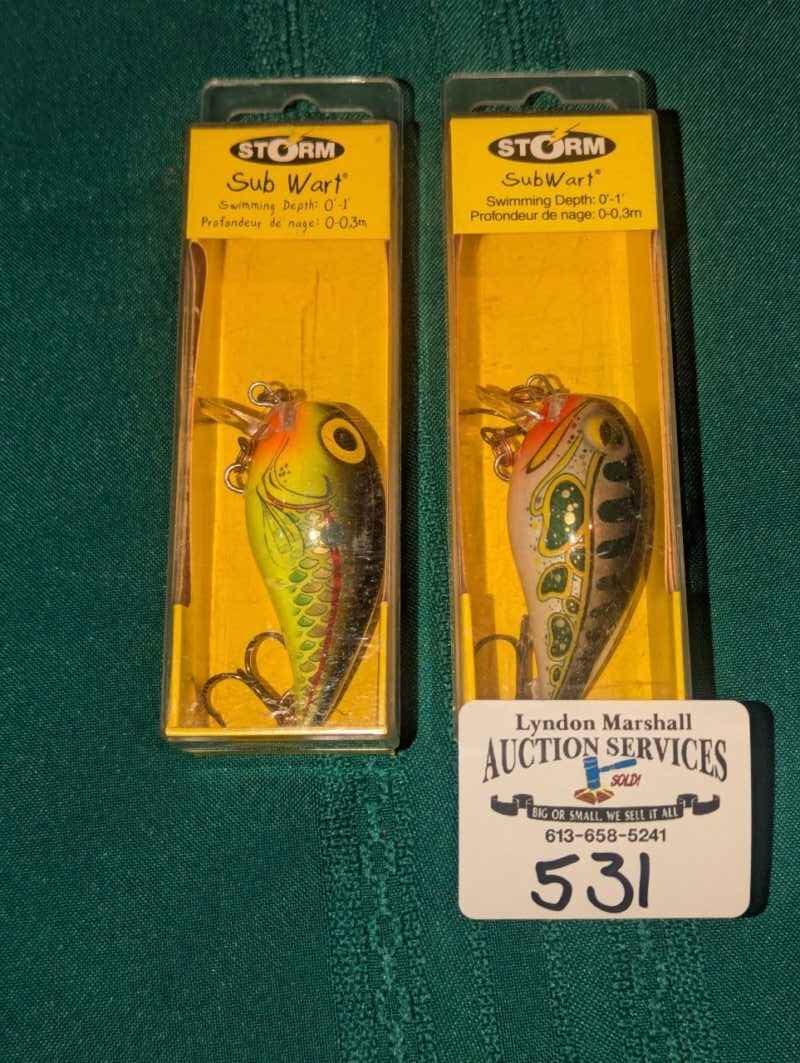 STORM
Sub Wart®
Swimming Depth: 0'-1'
Profondeur de nage: 0-0,3m
STORM
SubWart®
Swimming Depth: 0'-1'
Profondeur de nage: 0-0,3m
Lyndon Marshall
AUCTION SERVICES
SOLD!
BIG OR SMALL, WE SELL IT ALL
613-658-5241
531